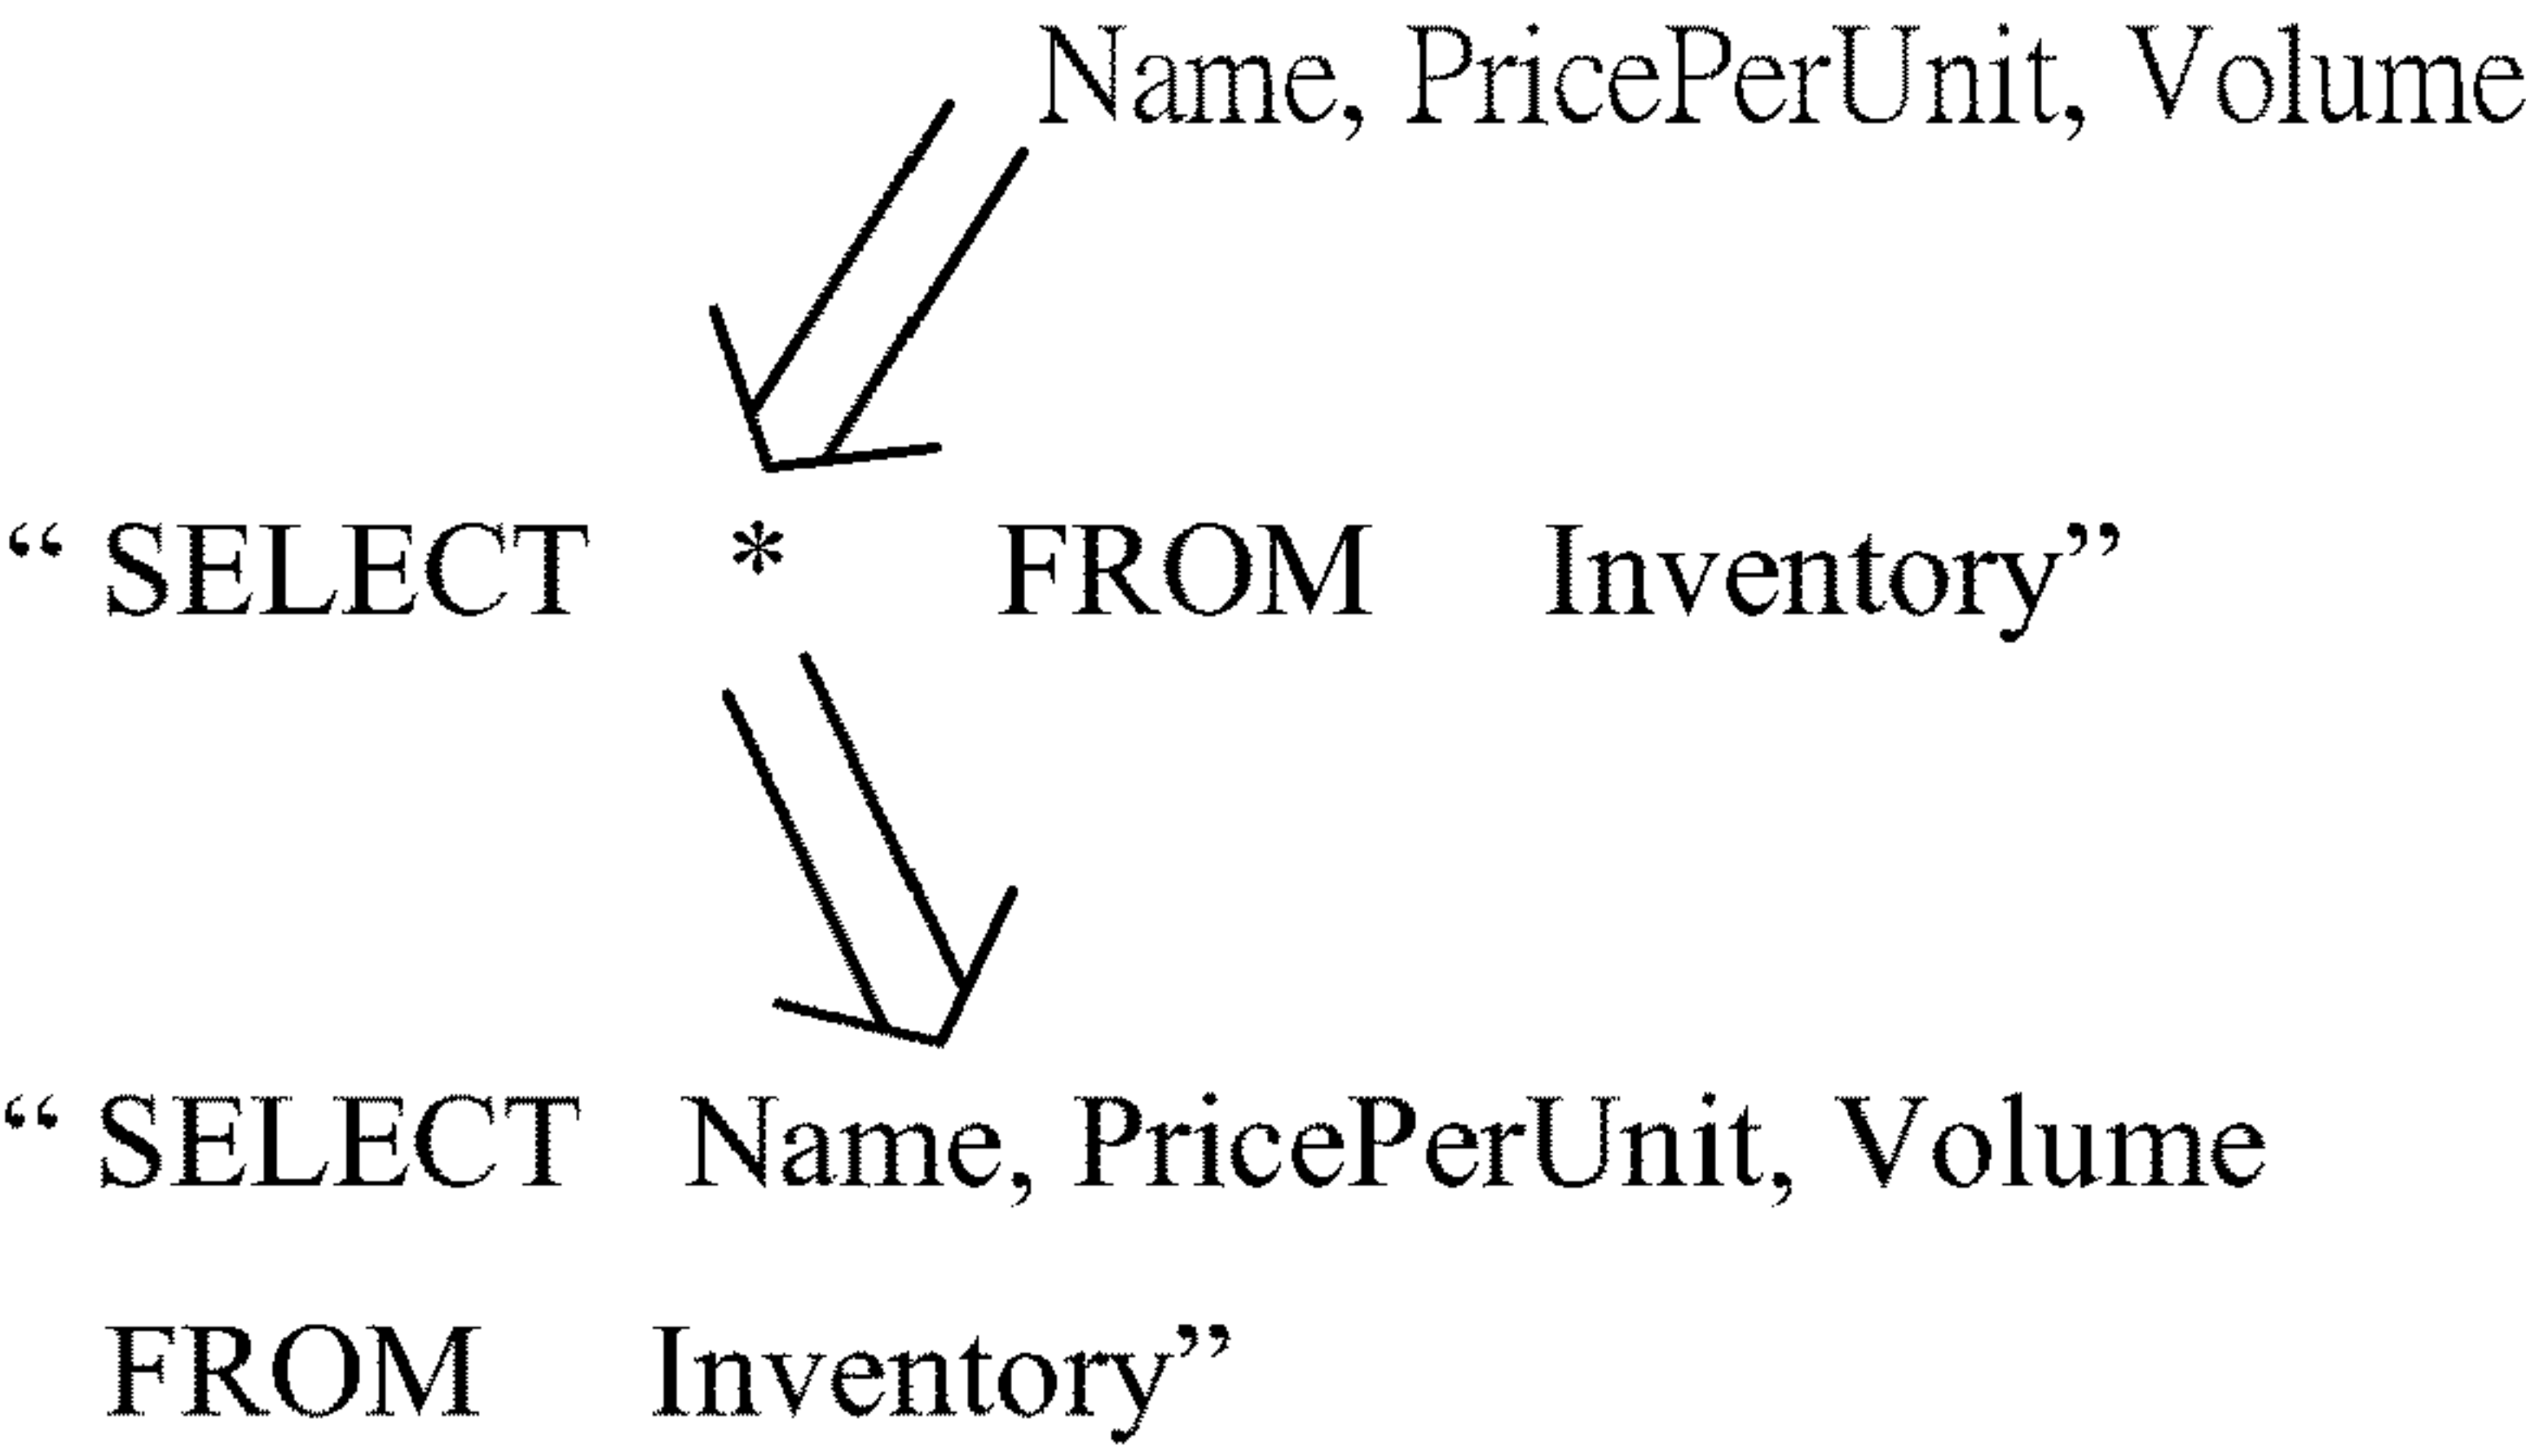 Name, PricePerUnit, Volume
“ SELECT * FROM Inventory”
“ SELECT Name, PricePerUnit, Volume
FROM Inventory”